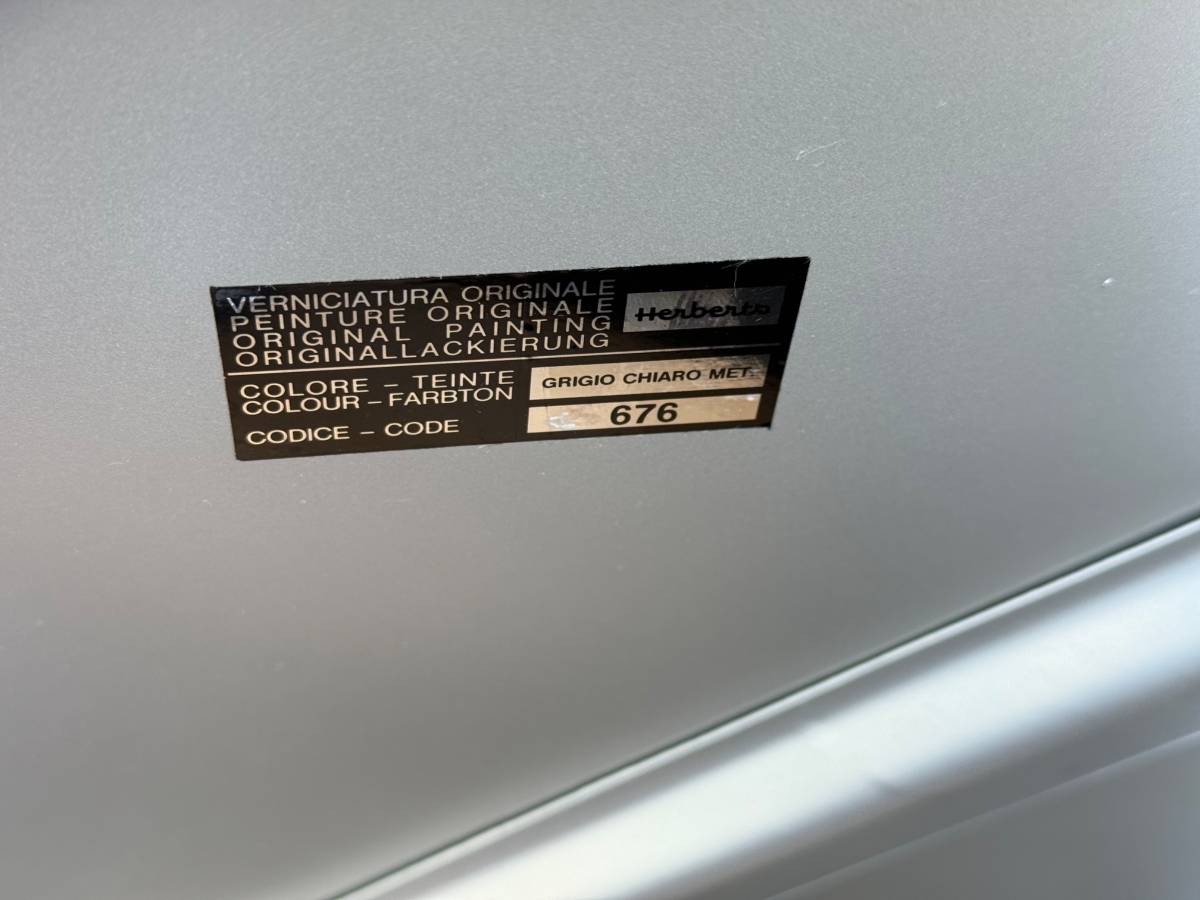 VERNICIATURA ORIGINALE
PEINTURE ORIGINALE
ORIGINAL PAINTING
ORIGINALLACKIERUNG
Herberts
COLORE - TEINTE
COLOUR - FARBTON
GRIGIO CHIARO MET.
CODICE - CODE
676